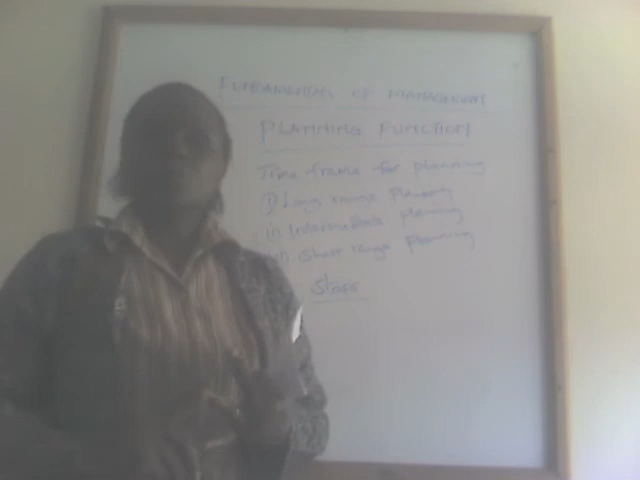 FUNDAMENTALS OF MANAGEMENT
PLANNING FUNCTION
Time frame for planning
i) Long range planning
ii) Intermediate planning
iii) Short range planning